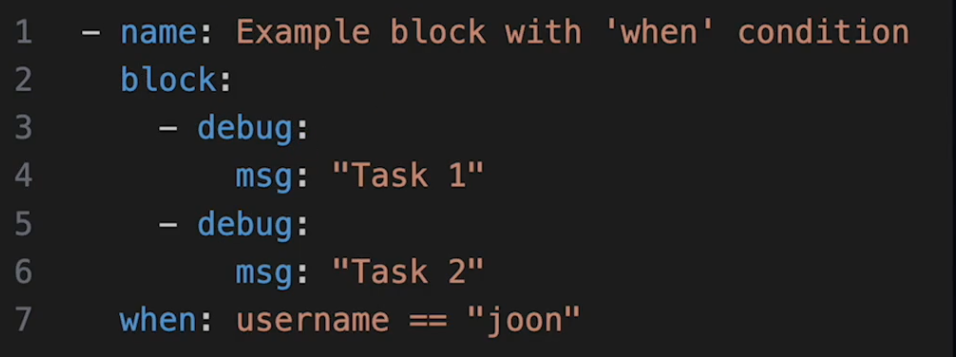 1 - name: Example block with 'when' condition
2   block:
3     - debug:
4         msg: "Task 1"
5     - debug:
6         msg: "Task 2"
7   when: username == "joon"